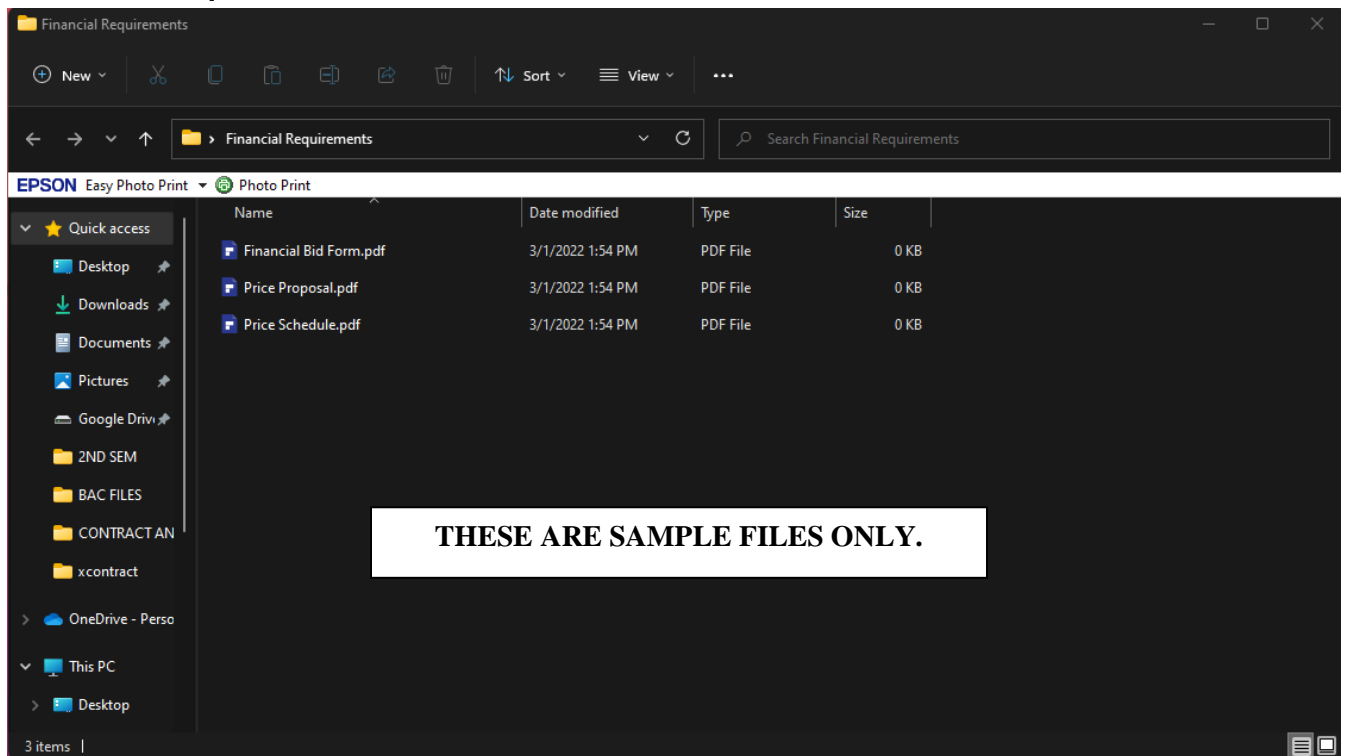 Financial Requirements
New Sort View ...
Financial Requirements Search Financial Requirements
EPSON Easy Photo Print Photo Print
Name Date modified Type Size
Quick access
Financial Bid Form.pdf 3/1/2022 1:54 PM PDF File 0 KB
Desktop
Price Proposal.pdf 3/1/2022 1:54 PM PDF File 0 KB
Downloads
Price Schedule.pdf 3/1/2022 1:54 PM PDF File 0 KB
Documents
Pictures
Google Driv
2ND SEM
BAC FILES
CONTRACT AN
THESE ARE SAMPLE FILES ONLY.
xcontract
OneDrive - Perso
This PC
Desktop
3 items